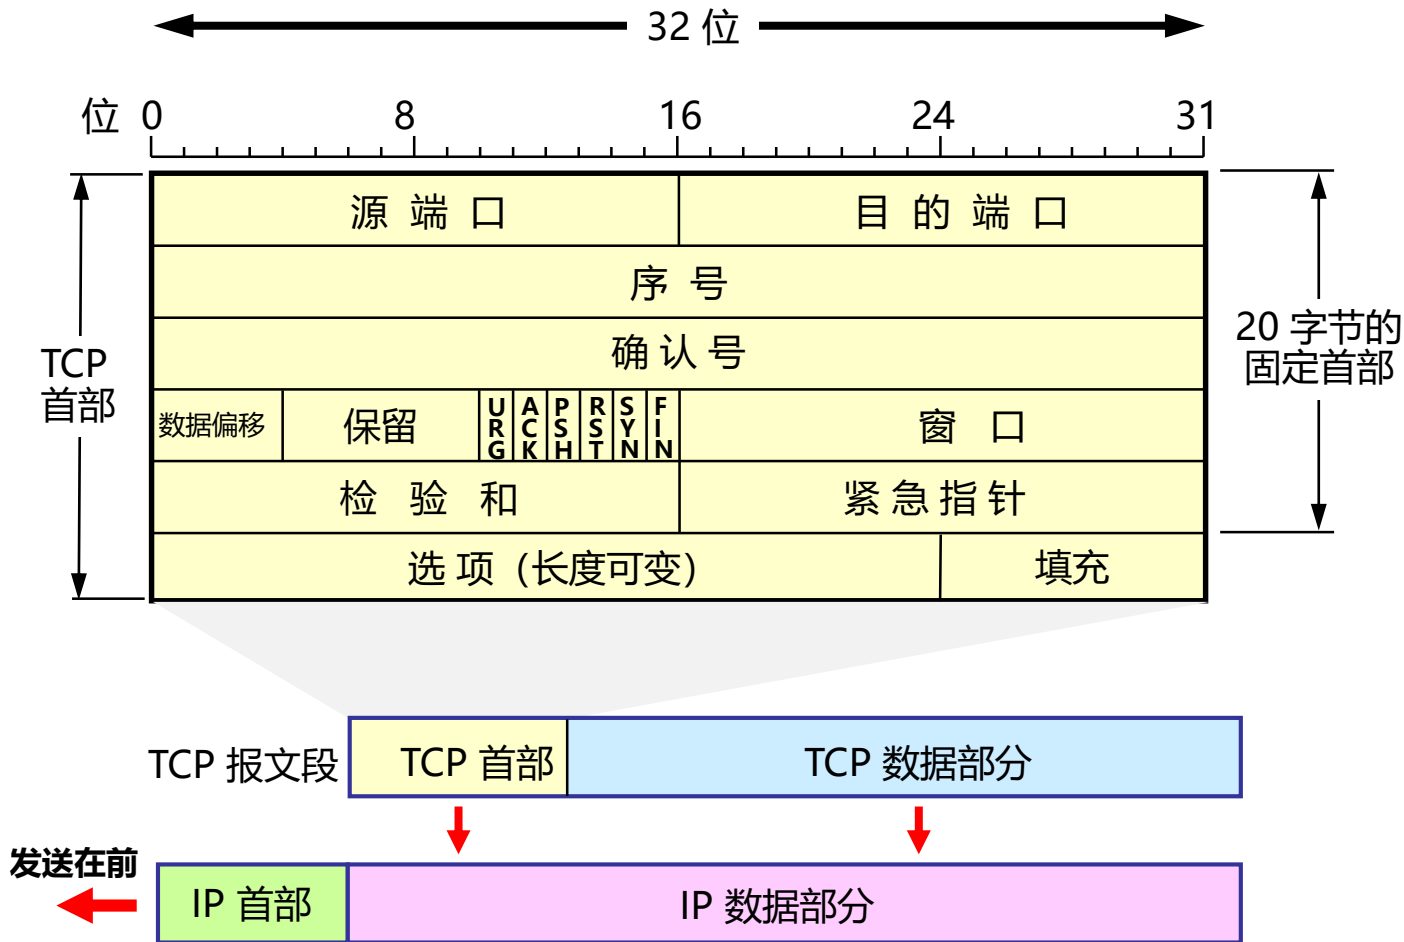 32 位
位 0 8 16 24 31
源 端 口 目 的 端 口
序 号
确 认 号
TCP
首部
20 字节的
固定首部
数据偏移 保留 URG ACK PSH RST SYN FIN 窗 口
检 验 和 紧 急 指 针
选 项 (长度可变) 填充
TCP 报文段 TCP 首部 TCP 数据部分
发送在前
IP 首部 IP 数据部分